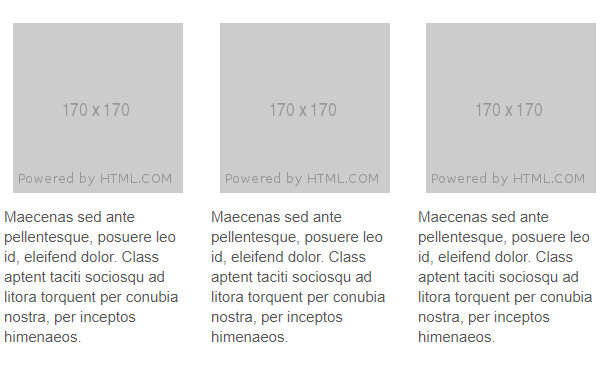 170 x 170
Powered by HTML.COM
Maecenas sed ante
pellentesque, posuere leo
id, eleifend dolor. Class
aptent taciti sociosqu ad
litora torquent per conubia
nostra, per inceptos
himenaeos.
170 x 170
Powered by HTML.COM
Maecenas sed ante
pellentesque, posuere leo
id, eleifend dolor. Class
aptent taciti sociosqu ad
litora torquent per conubia
nostra, per inceptos
himenaeos.
170 x 170
Powered by HTML.COM
Maecenas sed ante
pellentesque, posuere leo
id, eleifend dolor. Class
aptent taciti sociosqu ad
litora torquent per conubia
nostra, per inceptos
himenaeos.